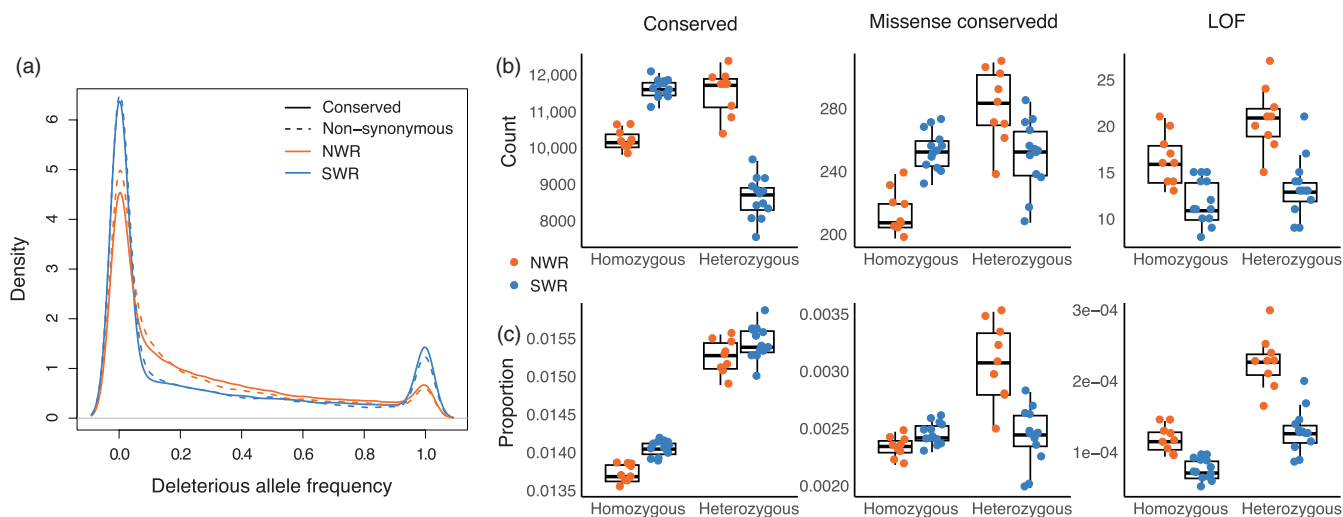 Conserved
Missense conservedd
LOF
(a)
Density
6
5
4
3
2
1
0
0.0
0.2
0.4
0.6
0.8
1.0
Deleterious allele frequency
Conserved
Non−synonymous
NWR
SWR
(b)
Count
12,000
11,000
10,000
9000
8000
Homozygous
Heterozygous
280
240
200
Homozygous
Heterozygous
25
20
15
10
Homozygous
Heterozygous
NWR
SWR
(c)
Proportion
0.0155
0.0150
0.0145
0.0140
0.0135
Homozygous
Heterozygous
0.0035
0.0030
0.0025
0.0020
Homozygous
Heterozygous
3e−04
2e−04
1e−04
Homozygous
Heterozygous